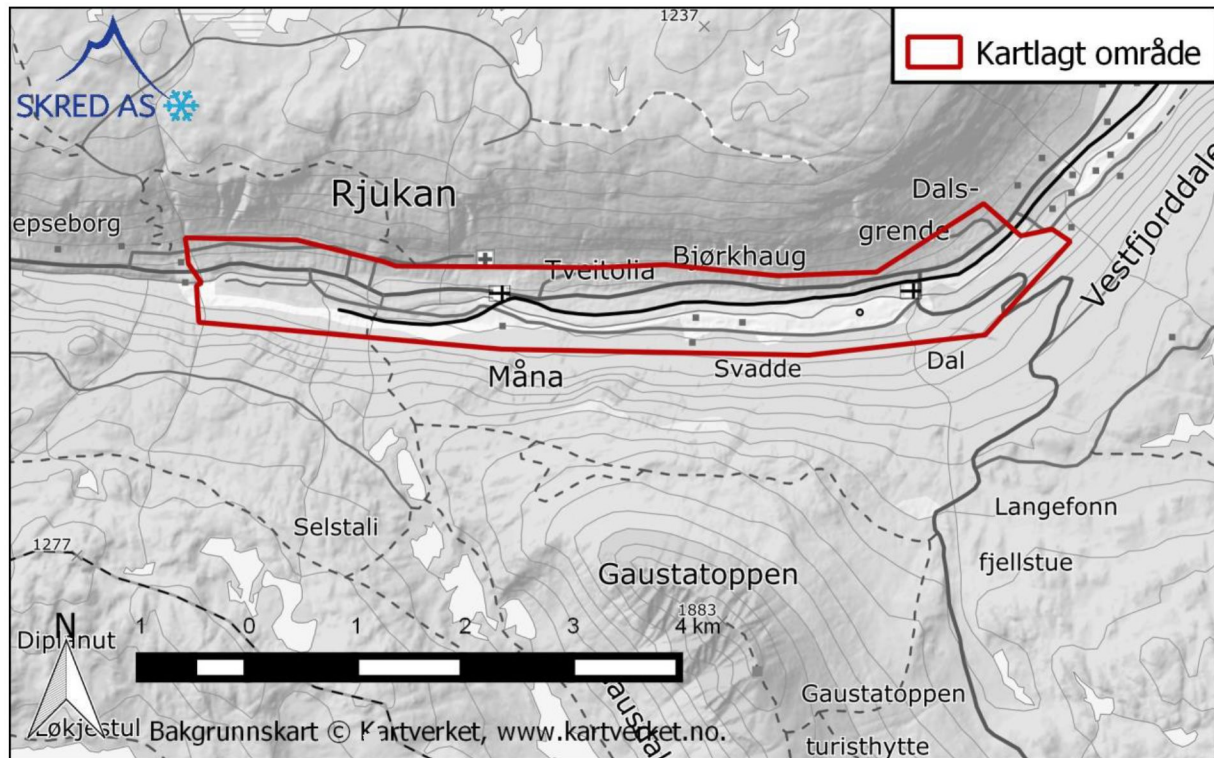 1237
SKRED AS
Kartlagt område
Rjukan
Dals-
grende
epseborg
Tveitolia
Bjørkhaug
Vestfjorddale
Måna
Svadde
Dal
Selstali
Langefonn
fjellstue
1277
Gaustatoppen
1883
N
1 0 1 2 3 4 km
Gaustatoppen
turisthytte
Bakgrunnskart © Kartverket, www.kartverket.no.